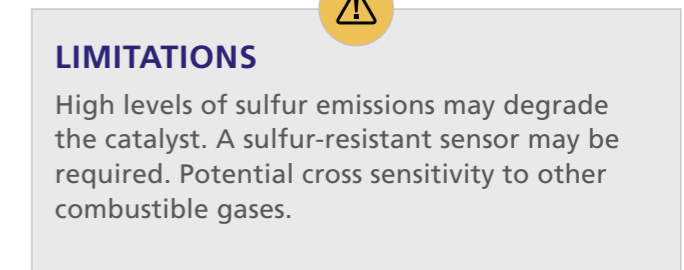 LIMITATIONS
High levels of sulfur emissions may degrade
the catalyst. A sulfur-resistant sensor may be
required. Potential cross sensitivity to other
combustible gases.